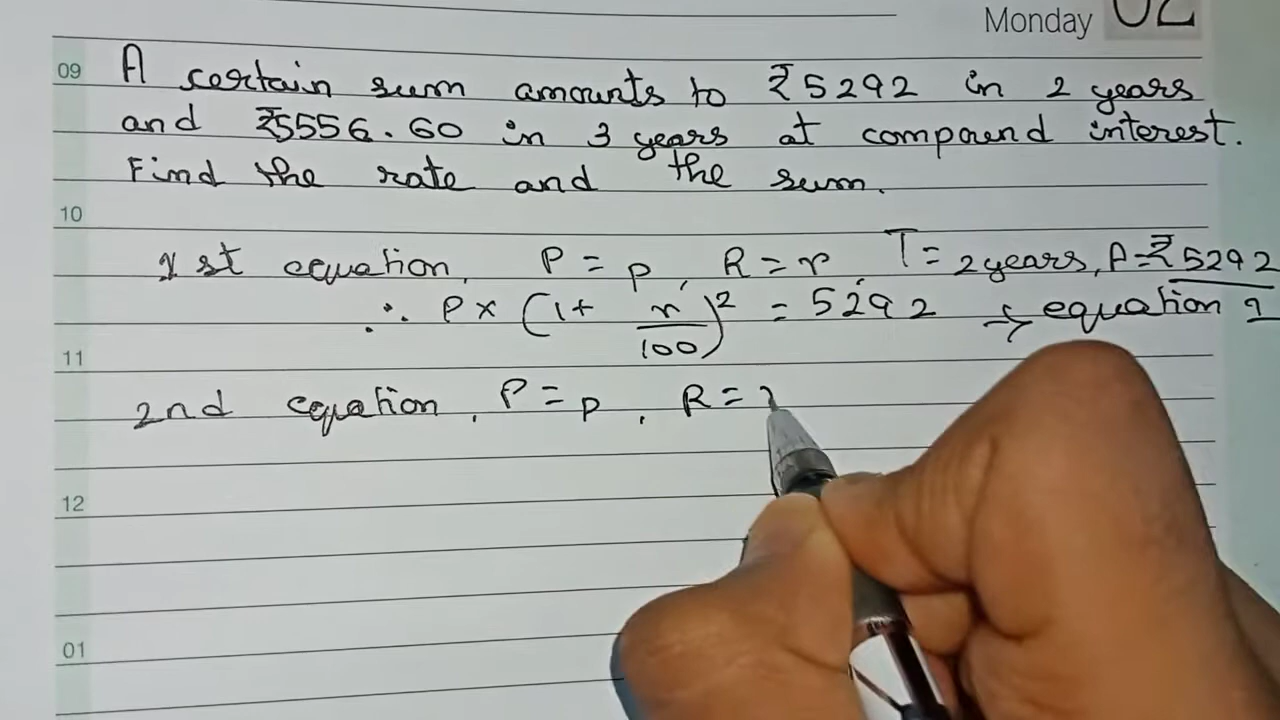 Monday 02
09 A certain sum amounts to ₹5292 in 2 years
and ₹5556.60 in 3 years at compound interest.
Find the rate and the sum.
10
1st equation, P = p, R = r, T = 2years, A=₹5292
∴ P × (1 + r/100)² = 5292 → equation 1
11
2nd equation, P = p, R =
12
01